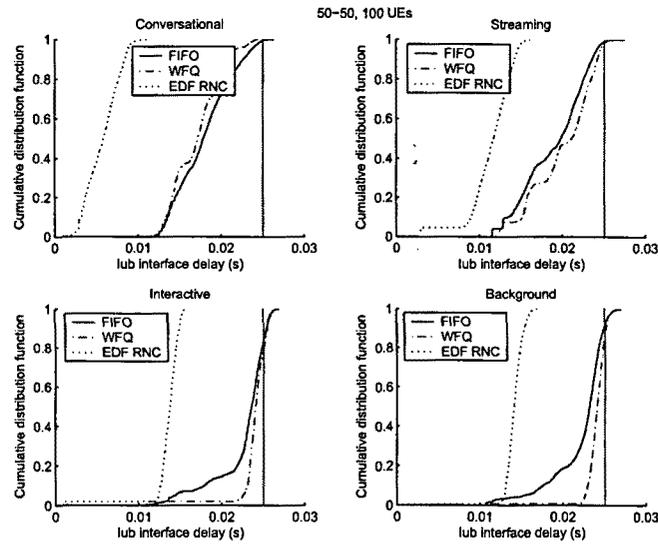 50-50, 100 UEs
Conversational
Cumulative distribution function
1
0.8
0.6
0.4
0.2
0
FIFO
WFQ
EDF RNC
0
0.01
0.02
0.03
Iub interface delay (s)
Streaming
Cumulative distribution function
1
0.8
0.6
0.4
0.2
0
FIFO
WFQ
EDF RNC
0
0.01
0.02
0.03
Iub interface delay (s)
Interactive
Cumulative distribution function
1
0.8
0.6
0.4
0.2
0
FIFO
WFQ
EDF RNC
0
0.01
0.02
0.03
Iub interface delay (s)
Background
Cumulative distribution function
1
0.8
0.6
0.4
0.2
0
FIFO
WFQ
EDF RNC
0
0.01
0.02
0.03
Iub interface delay (s)